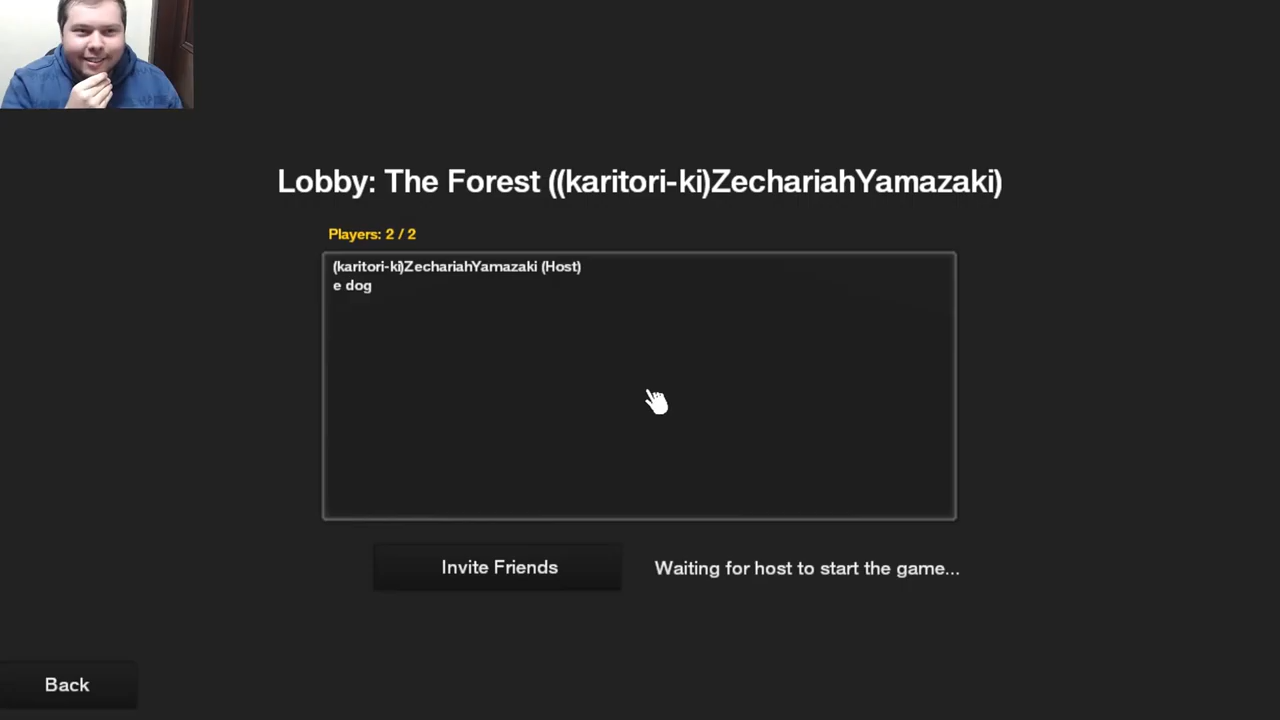 Lobby: The Forest ((karitori-ki)ZechariahYamazaki)
Players: 2 / 2
(karitori-ki)ZechariahYamazaki (Host)
e dog
Invite Friends
Waiting for host to start the game...
Back